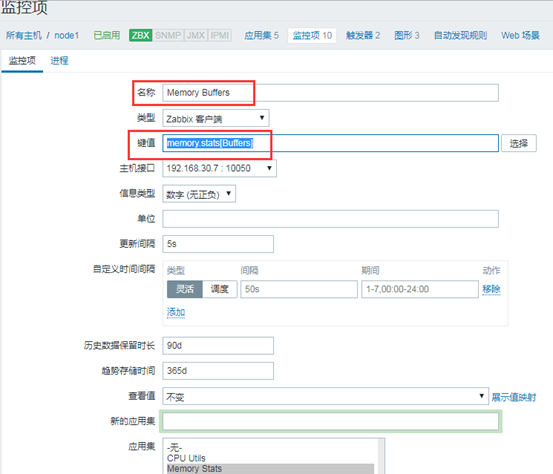 监控项
所有主机 / node1 已启用 ZBX SNMP JMX IPMI 应用集 5 监控项 10 触发器 2 图形 3 自动发现规则 Web 场景
监控项 进程
名称 Memory Buffers
类型 Zabbix 客户端
键值 memory.stats[Buffers] 选择
主机接口 192.168.30.7 : 10050
信息类型 数字 (无正负)
单位
更新间隔 5s
自定义时间间隔 类型 间隔 期间 动作
灵活 调度 50s 1-7,00:00-24:00 移除
添加
历史数据保留时长 90d
趋势存储时间 365d
查看值 不变 展示值映射
新的应用集
应用集 -无-
CPU Utils
Memory Stats